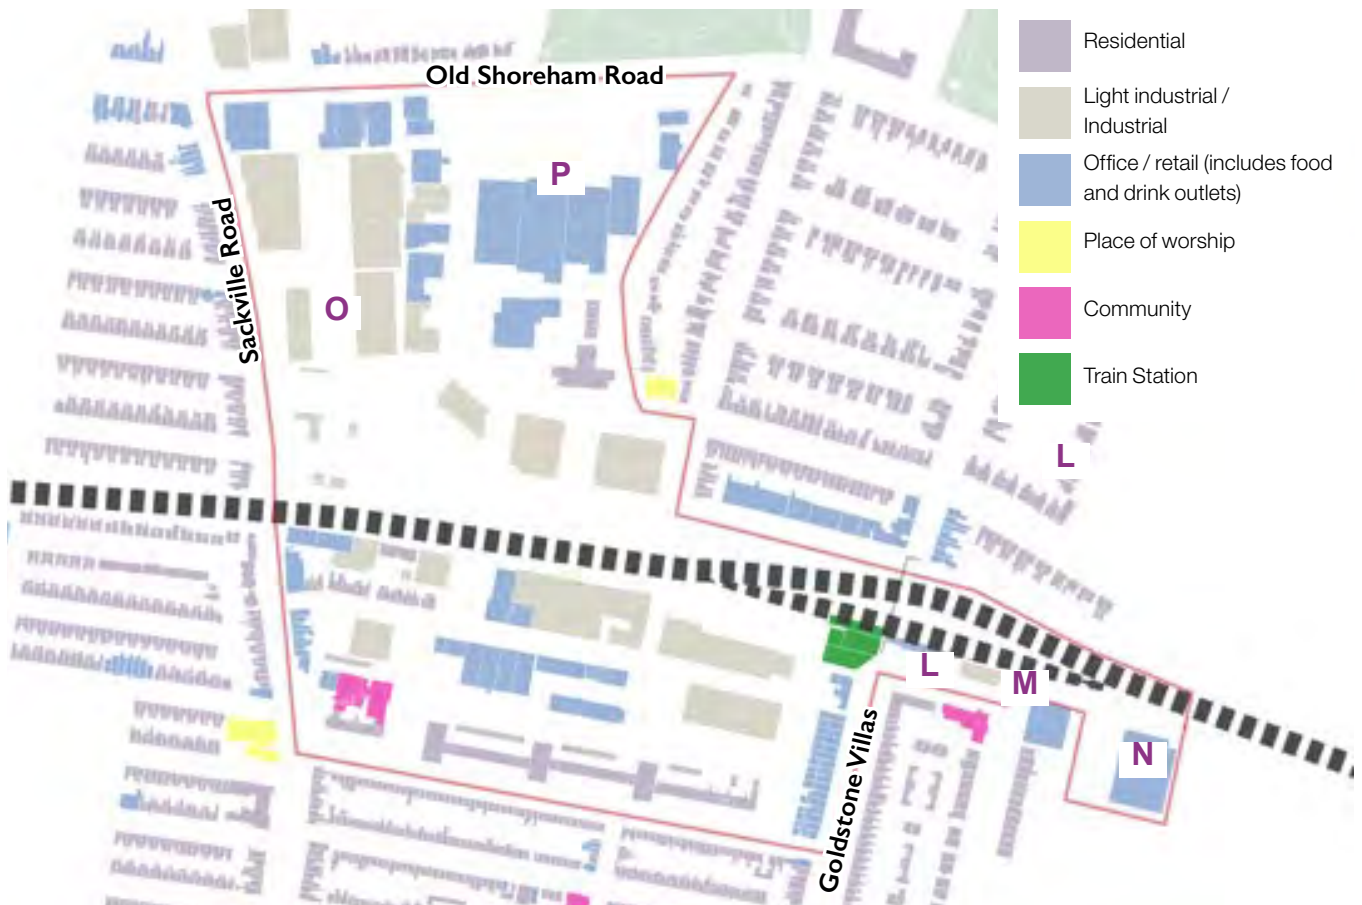 Old Shoreham Road
Sackville Road
Goldstone Villas
P
O
L
L
M
N
Residential
Light industrial /
Industrial
Office / retail (includes food
and drink outlets)
Place of worship
Community
Train Station